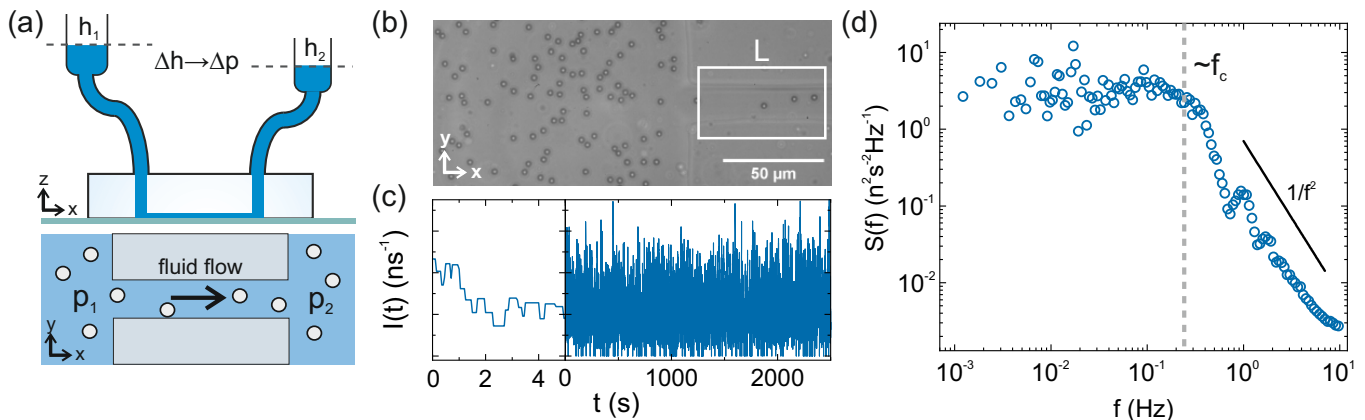 (a)
h₁
h₂
Δh→Δp
z
x
fluid flow
p₁
p₂
y
x
(b)
L
y
x
50 µm
(c)
I(t) (ns⁻¹)
0 2 4 0 1000 2000
t (s)
(d)
S(f) (n²s⁻²Hz⁻¹)
10¹
10⁰
10⁻¹
10⁻²
~f_c
1/f²
10⁻³ 10⁻² 10⁻¹ 10⁰ 10¹
f (Hz)